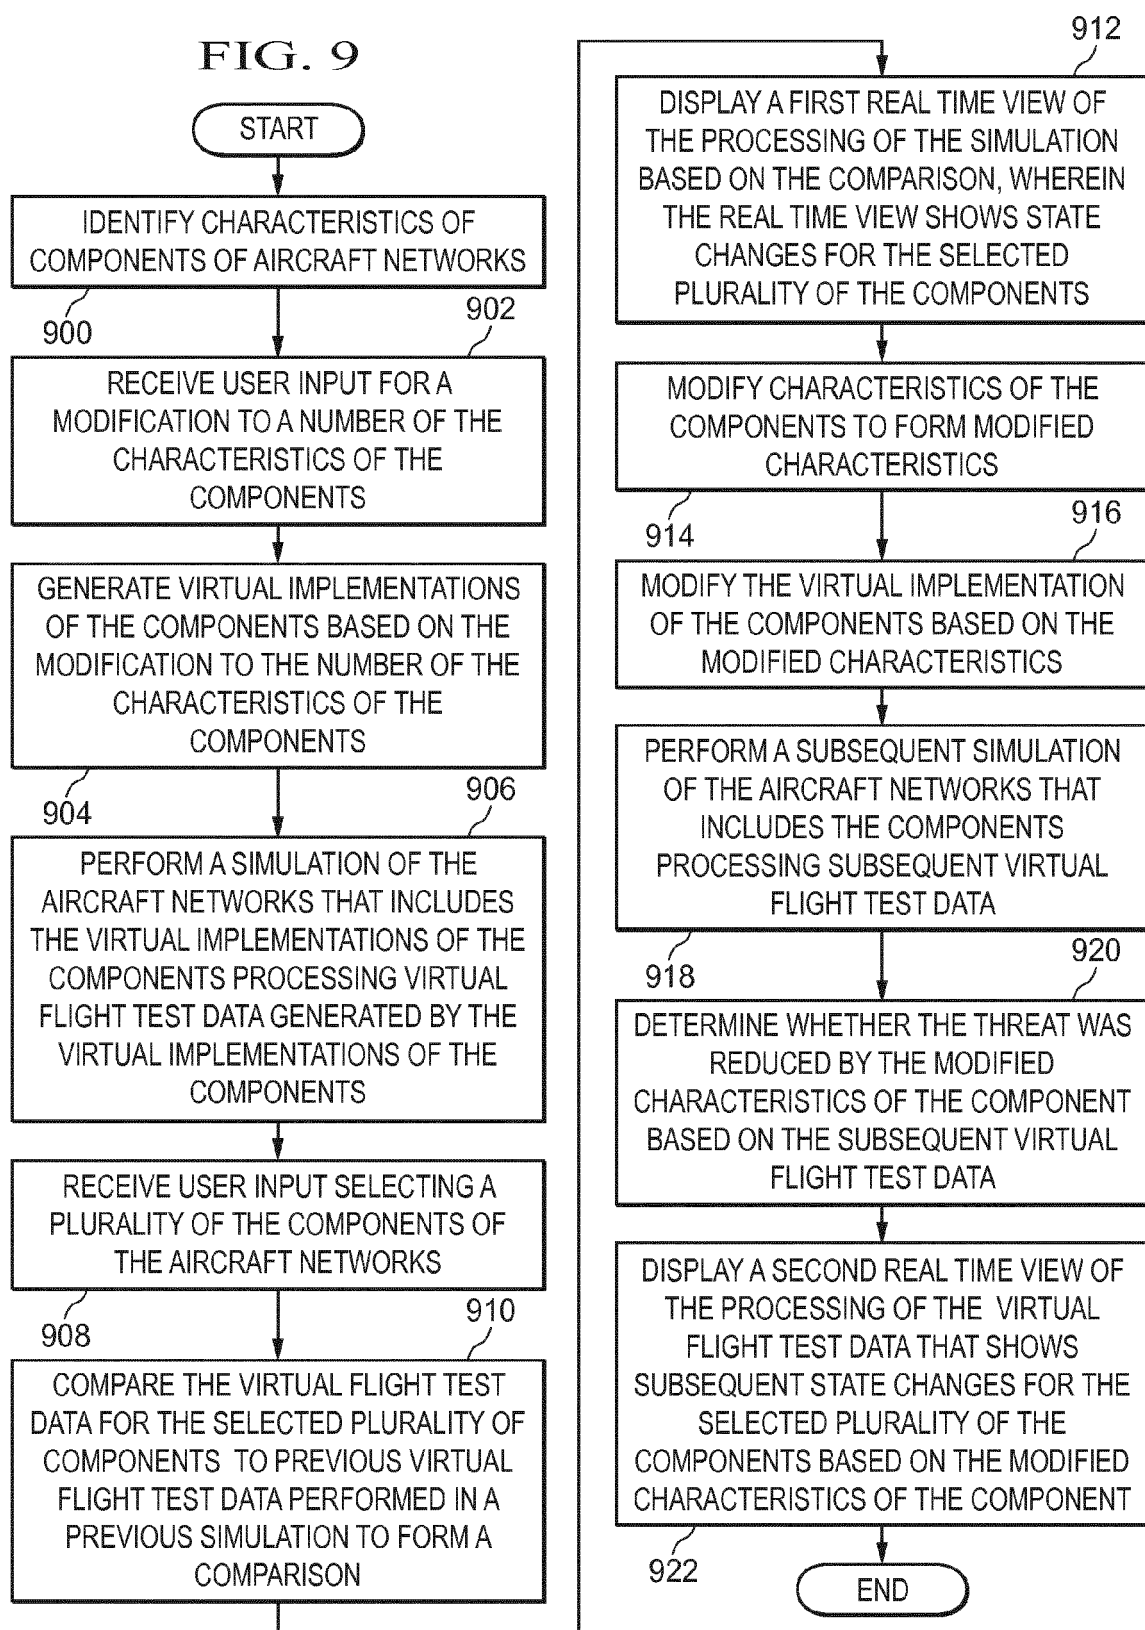 FIG. 9
START
IDENTIFY CHARACTERISTICS OF
COMPONENTS OF AIRCRAFT NETWORKS
900
902
RECEIVE USER INPUT FOR A
MODIFICATION TO A NUMBER OF THE
CHARACTERISTICS OF THE
COMPONENTS
GENERATE VIRTUAL IMPLEMENTATIONS
OF THE COMPONENTS BASED ON THE
MODIFICATION TO THE NUMBER OF THE
CHARACTERISTICS OF THE
COMPONENTS
904
906
PERFORM A SIMULATION OF THE
AIRCRAFT NETWORKS THAT INCLUDES
THE VIRTUAL IMPLEMENTATIONS OF THE
COMPONENTS PROCESSING VIRTUAL
FLIGHT TEST DATA GENERATED BY THE
VIRTUAL IMPLEMENTATIONS OF THE
COMPONENTS
RECEIVE USER INPUT SELECTING A
PLURALITY OF THE COMPONENTS OF
THE AIRCRAFT NETWORKS
908
910
COMPARE THE VIRTUAL FLIGHT TEST
DATA FOR THE SELECTED PLURALITY OF
COMPONENTS TO PREVIOUS VIRTUAL
FLIGHT TEST DATA PERFORMED IN A
PREVIOUS SIMULATION TO FORM A
COMPARISON
912
DISPLAY A FIRST REAL TIME VIEW OF
THE PROCESSING OF THE SIMULATION
BASED ON THE COMPARISON, WHEREIN
THE REAL TIME VIEW SHOWS STATE
CHANGES FOR THE SELECTED
PLURALITY OF THE COMPONENTS
MODIFY CHARACTERISTICS OF THE
COMPONENTS TO FORM MODIFIED
CHARACTERISTICS
914
916
MODIFY THE VIRTUAL IMPLEMENTATION
OF THE COMPONENTS BASED ON THE
MODIFIED CHARACTERISTICS
PERFORM A SUBSEQUENT SIMULATION
OF THE AIRCRAFT NETWORKS THAT
INCLUDES THE COMPONENTS
PROCESSING SUBSEQUENT VIRTUAL
FLIGHT TEST DATA
918
920
DETERMINE WHETHER THE THREAT WAS
REDUCED BY THE MODIFIED
CHARACTERISTICS OF THE COMPONENT
BASED ON THE SUBSEQUENT VIRTUAL
FLIGHT TEST DATA
DISPLAY A SECOND REAL TIME VIEW OF
THE PROCESSING OF THE VIRTUAL
FLIGHT TEST DATA THAT SHOWS
SUBSEQUENT STATE CHANGES FOR THE
SELECTED PLURALITY OF THE
COMPONENTS BASED ON THE MODIFIED
CHARACTERISTICS OF THE COMPONENT
922
END